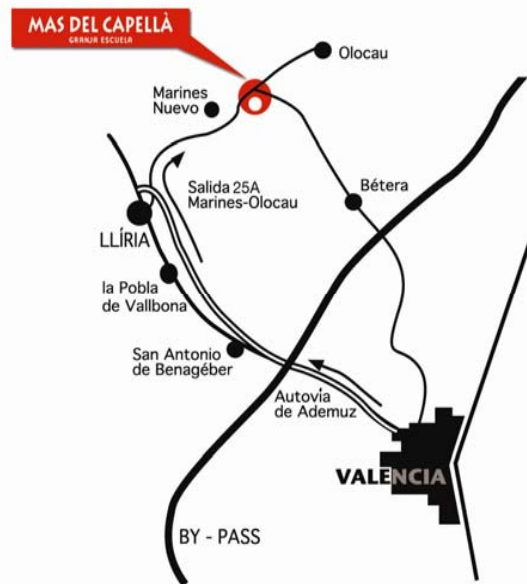 MAS DEL CAPELLÀ
GRANJA ESCUELA
Olocau
Marines
Nuevo
Salida 25A
Marines-Olocau
Bétera
LLÍRIA
la Pobla
de Vallbona
San Antonio
de Benagéber
Autovía
de Ademuz
VALENCIA
BY - PASS